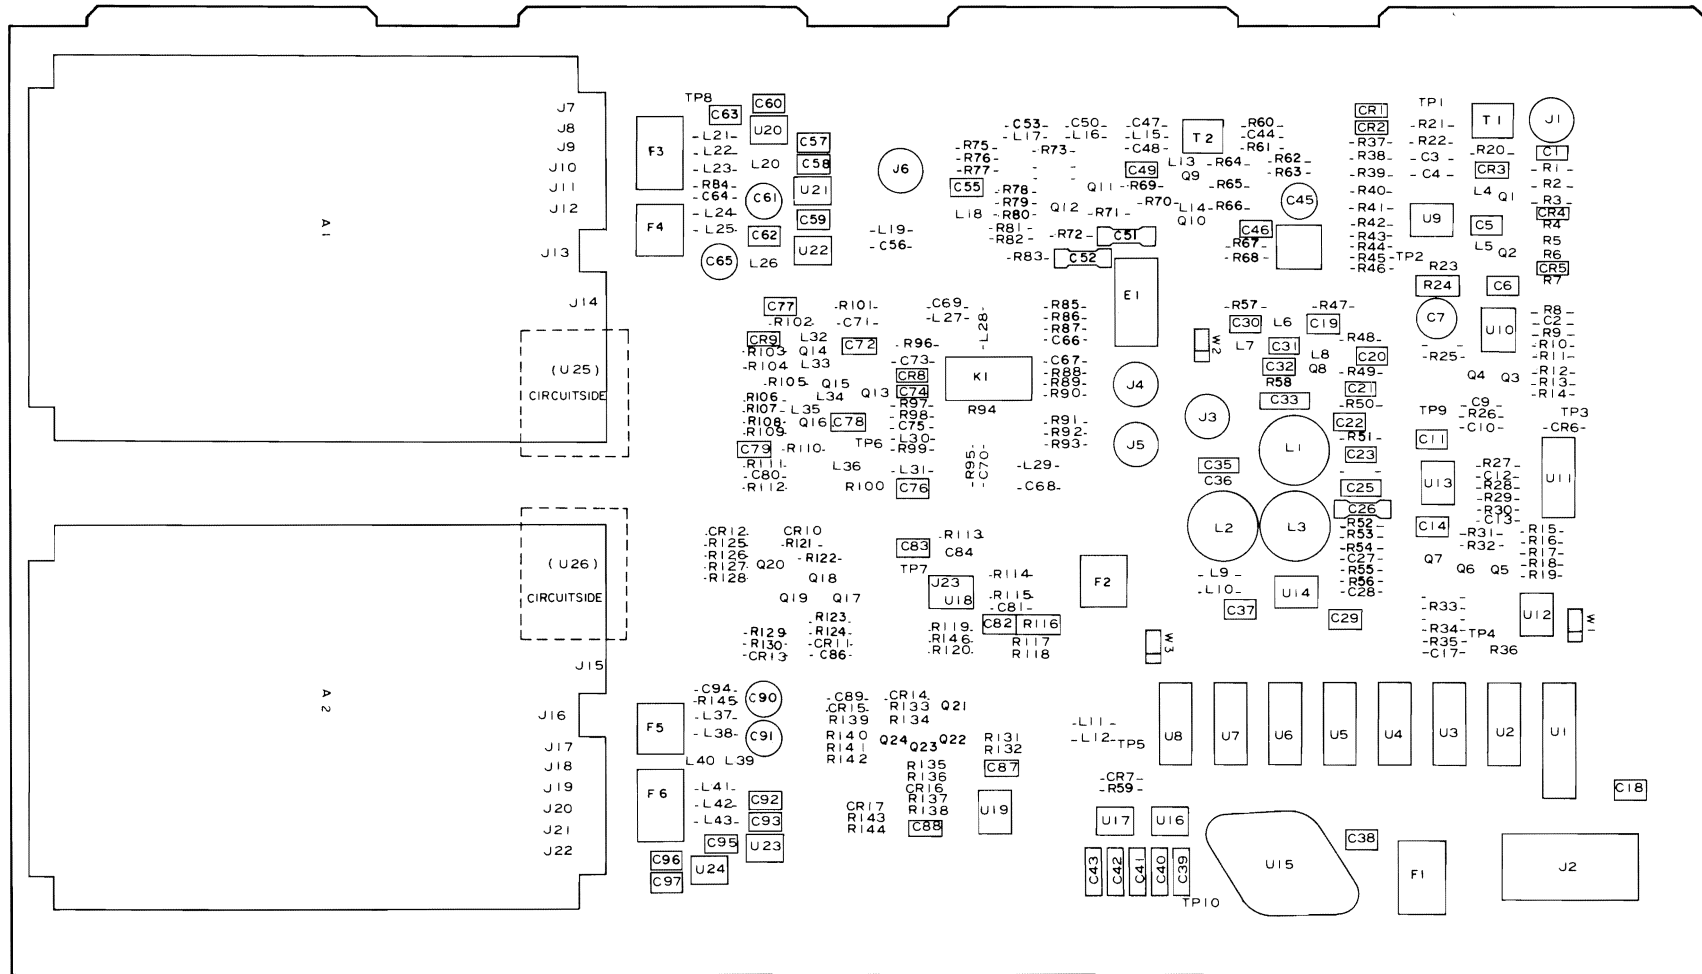 A1
J7
J8
J9
J10
J11
J12
J13
J14
(U25)
CIRCUITSIDE
A2
(U26)
CIRCUITSIDE
J15
J16
J17
J18
J19
J20
J21
J22
TP8
C63
C60
U20
F3
-L21-
-L22-
-L23-
L20
C57
C58
U21
-R84-
-C64-
C61
F4
-L24-
-L25-
C62
C59
U22
C65
L26
J6
-L19-
-C56-
-R75-
-R76-
-R77-
C55
L18
-C53-
-L17-
-C50-
-L16-
-C47-
-L15-
-C48-
-R73-
C49
-R78-
-R79-
-R80-
-R81-
-R82-
-R83-
Q11
-R69-
Q12
-R71-
-R70-
-R72-
C51
C52
T2
L13
Q9
L14
Q10
-R60-
-C44-
-R61-
-R64-
-R62-
-R63-
-R65-
-R66-
C45
C46
-R67-
-R68-
CR1
CR2
-R37-
-R38-
-R39-
-R40-
-R41-
-R42-
-R43-
-R44-
-R45-
-R46-
TP2
TP1
-R21-
-R22-
-C3-
-C4-
T1
-R20-
CR3
L4
Q1
U9
C5
L5
Q2
J1
C1
-R1-
-R2-
-R3-
CR4
R4
R5
R6
CR5
R7
R23
R24
C6
C7
U10
-R8-
-C2-
-R9-
-R10-
-R11-
-R12-
-R13-
-R14-
-R25-
Q4
Q3
C77
-R101-
-R102-
-C71-
CR9
L32
-R103-
Q14
-R104-
L33
C72
-R105-
Q15
Q13
-R106-
L34
-R107-
L35
-R108-
Q16
-R109-
C78
C79
-R110-
TP6
-R111-
-C80-
-R112-
L36
R100
-C69-
-L27-
-L28-
-R96-
-C73-
CR8
C74
-R97-
-R98-
-C75-
-L30-
-R99-
-L31-
C76
K1
R94
-R95-
-C70-
-R85-
-R86-
-R87-
-C66-
-C67-
-R88-
-R89-
-R90-
-R91-
-R92-
-R93-
-L29-
-C68-
E1
J4
J5
W2
J3
-R57-
C30
L6
L7
C31
C32
R58
C33
-R47-
C19
L8
Q8
-R48-
C20
-R49-
C21
-R50-
C22
-R51-
C23
L1
C35
C36
C25
C26
L2
L3
-R52-
-R53-
-R54-
-C27-
-R55-
-R56-
-C28-
-L9-
-L10-
C37
U14
C29
TP9
-C9-
-R26-
-C10-
TP3
-CR6-
C11
U13
C14
-R27-
-C12-
-R28-
-R29-
-R30-
-C13-
U11
-R31-
-R32-
-R15-
-R16-
-R17-
-R18-
-R19-
Q7
Q6
Q5
-R33-
-R34-
-R35-
-C17-
TP4
R36
U12
W1
-CR12-
-R125-
-R126-
-R127-
-R128-
Q20
CR10
-R121-
-R122-
Q18
Q19
Q17
-R123-
-R124-
-CR11-
-C86-
-R129-
-R130-
-CR13-
C83
TP7
-R113-
C84
J23
U18
-R114-
-R115-
-C81-
C82
R116
R117
R118
-R119-
-R146-
-R120-
F2
W3
-C94-
-R145-
-L37-
-L38-
F5
C90
C91
L40
L39
F6
-L41-
-L42-
-L43-
C92
C93
C95
U23
C96
C97
U24
-C89-
-CR15-
R139
R140
R141
R142
-CR14-
R133
R134
Q21
Q24
Q23
Q22
R135
R136
CR16
R137
R138
C88
CR17
R143
R144
R131
R132
C87
U19
-L11-
-L12-
TP5
-CR7-
-R59-
U17
U16
C43
C42
C41
C40
C39
TP10
U8
U7
U6
U5
U4
U3
U2
U1
C18
U15
C38
F1
J2